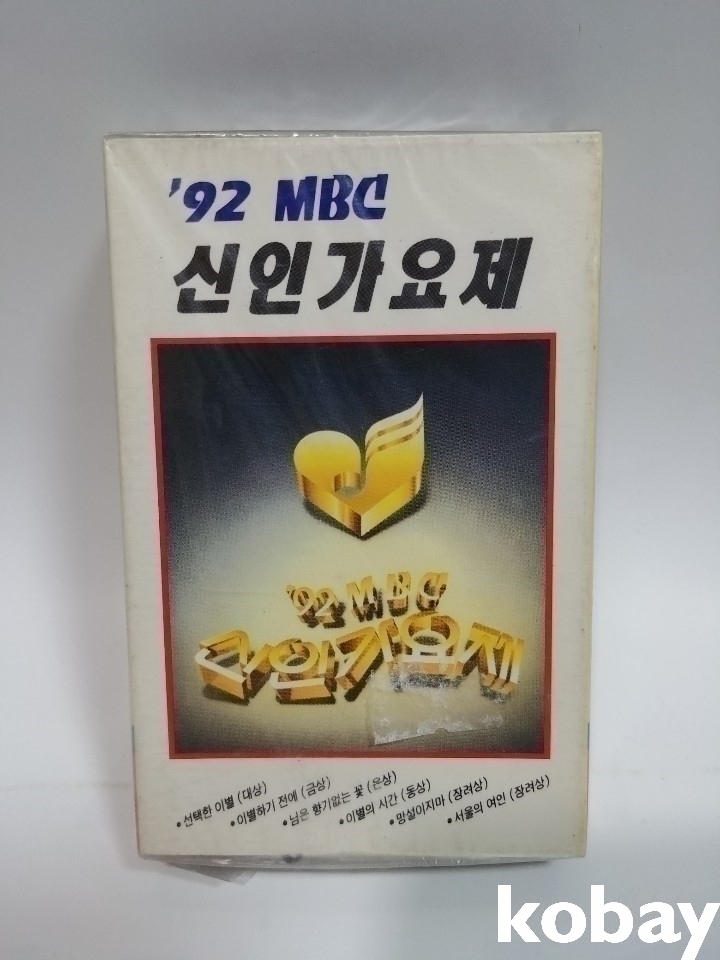 '92 MBC
신인가요제
'92 MBC
신인가요제
• 선택한 이별 (대상)
• 이별하기 전에 (금상)
• 님은 향기없는 꽃 (은상)
• 이별의 시간 (동상)
• 망설이지마 (장려상)
• 서울의 여인 (장려상)
kobay